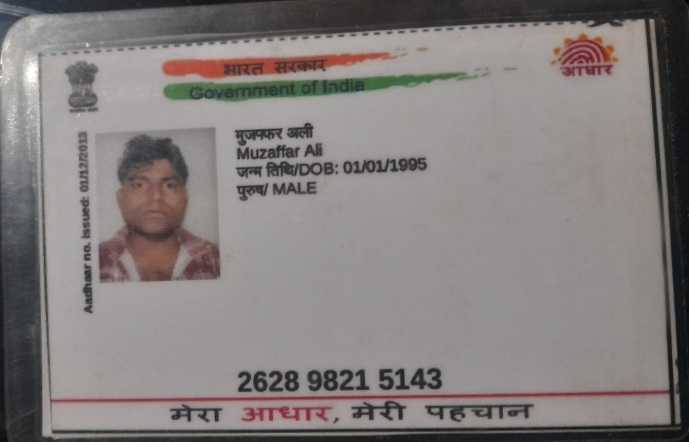 भारत सरकार
Government of India
आधार
Aadhaar no. issued: 01/12/2013
मुजफ्फर अली
Muzaffar Ali
जन्म तिथि/DOB: 01/01/1995
पुरुष/ MALE
2628 9821 5143
मेरा आधार, मेरी पहचान